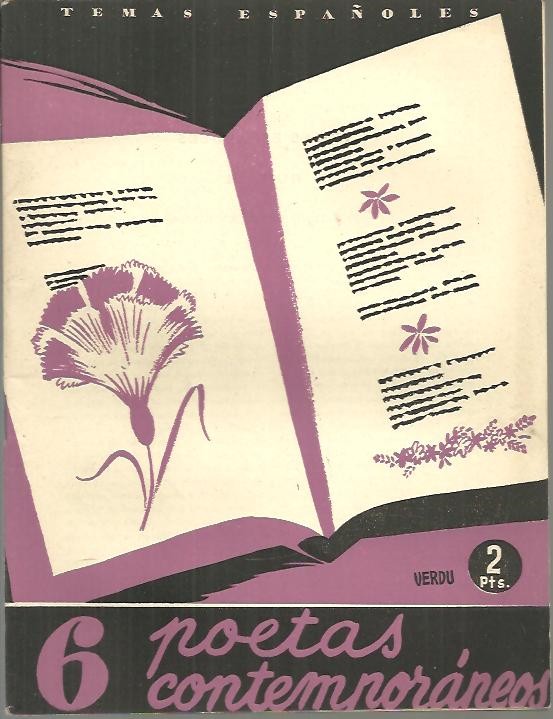 TEMAS ESPAÑOLES
VERDU
2
Pts.
6 poetas
contemporáneos